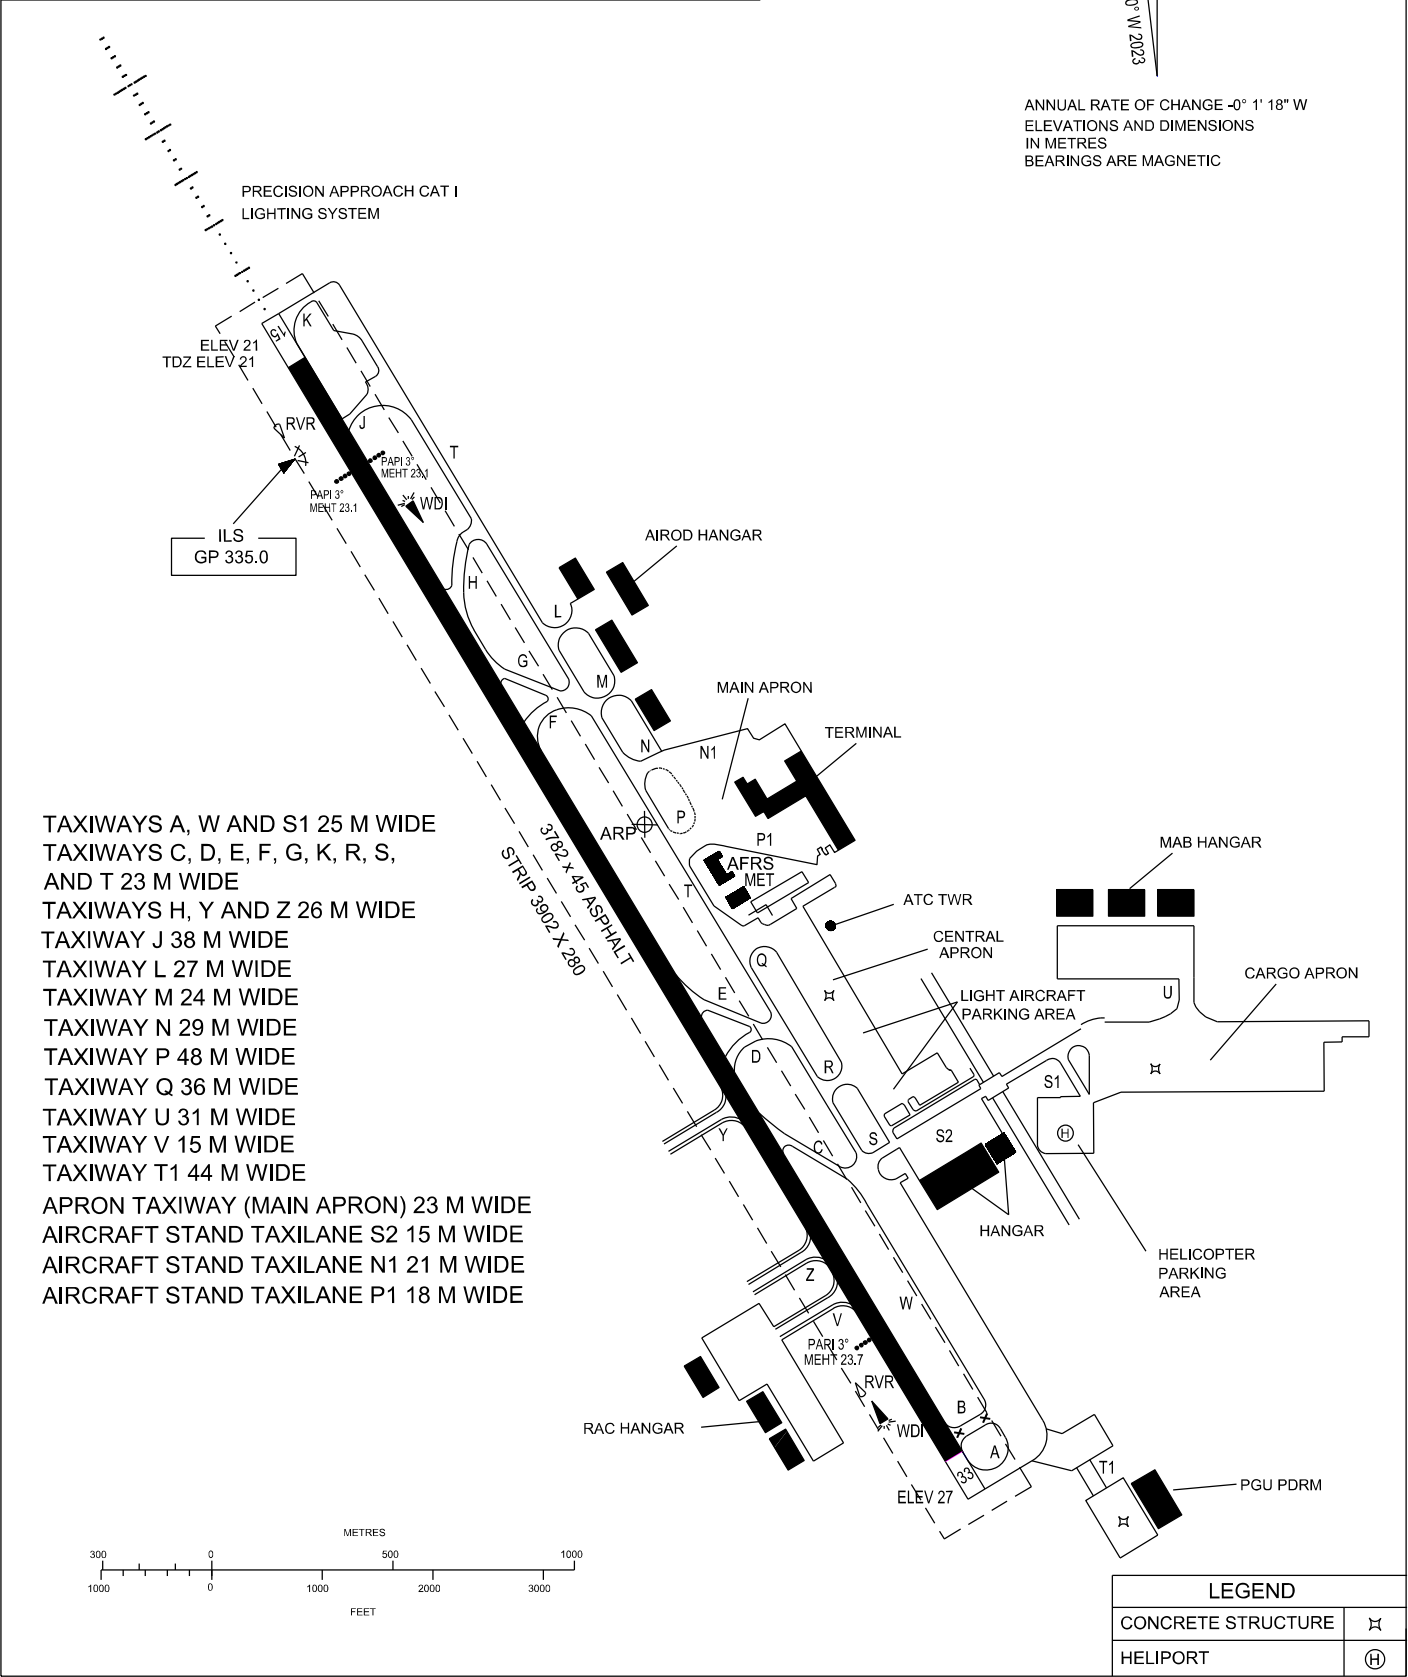 0° W 2023
ANNUAL RATE OF CHANGE -0° 1' 18" W
ELEVATIONS AND DIMENSIONS
IN METRES
BEARINGS ARE MAGNETIC
PRECISION APPROACH CAT I
LIGHTING SYSTEM
15
K
ELEV 21
TDZ ELEV 21
RVR
J
T
PAPI 3°
MEHT 23.1
PAPI 3°
MEHT 23.1
WDI
ILS
GP 335.0
AIROD HANGAR
H
L
G
M
F
N
N1
MAIN APRON
TERMINAL
P
ARP
P1
AFRS
MET
T
3782 x 45 ASPHALT
STRIP 3902 X 280
MAB HANGAR
ATC TWR
CENTRAL
APRON
Q
E
LIGHT AIRCRAFT
PARKING AREA
U
CARGO APRON
D
R
S1
Y
C
S
S2
H
HANGAR
HELICOPTER
PARKING
AREA
Z
W
V
PAPI 3°
MEHT 23.7
RVR
WDI
B
A
33
ELEV 27
RAC HANGAR
T1
PGU PDRM
TAXIWAYS A, W AND S1 25 M WIDE
TAXIWAYS C, D, E, F, G, K, R, S,
AND T 23 M WIDE
TAXIWAYS H, Y AND Z 26 M WIDE
TAXIWAY J 38 M WIDE
TAXIWAY L 27 M WIDE
TAXIWAY M 24 M WIDE
TAXIWAY N 29 M WIDE
TAXIWAY P 48 M WIDE
TAXIWAY Q 36 M WIDE
TAXIWAY U 31 M WIDE
TAXIWAY V 15 M WIDE
TAXIWAY T1 44 M WIDE
APRON TAXIWAY (MAIN APRON) 23 M WIDE
AIRCRAFT STAND TAXILANE S2 15 M WIDE
AIRCRAFT STAND TAXILANE N1 21 M WIDE
AIRCRAFT STAND TAXILANE P1 18 M WIDE
METRES
300 0 500 1000
1000 0 1000 2000 3000
FEET
LEGEND
CONCRETE STRUCTURE
HELIPORT H